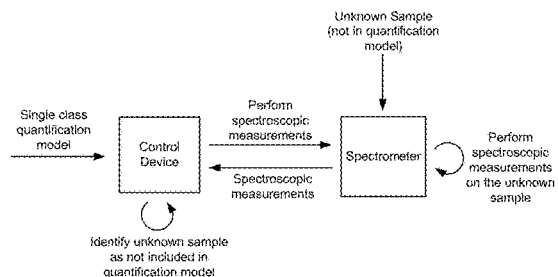 Unknown Sample
(not in quantification
model)
Single class
quantification
model
Control
Device
Perform
spectroscopic
measurements
Spectroscopic
measurements
Spectrometer
Perform
spectroscopic
measurements
on the unknown
sample
Identify unknown sample
as not included in
quantification model